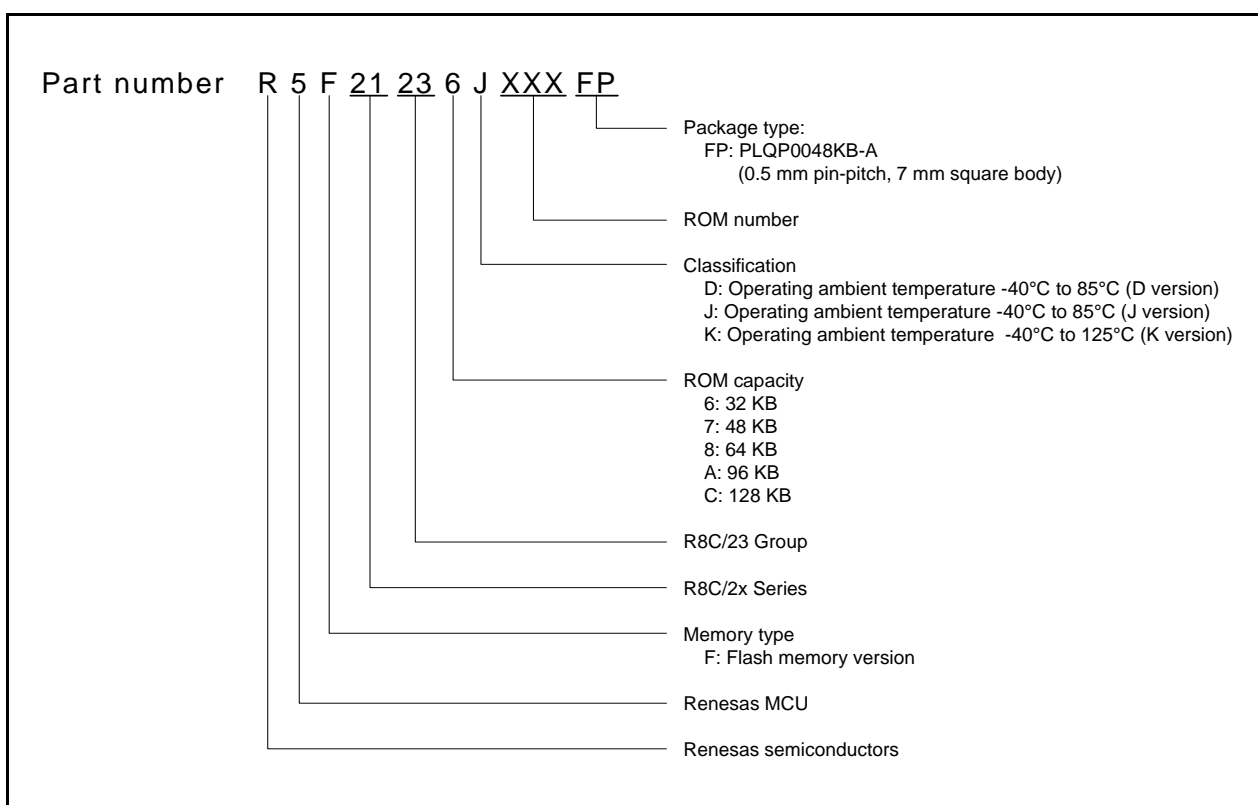 Part number R 5 F 21 23 6 J XXX FP
Package type:
FP: PLQP0048KB-A
(0.5 mm pin-pitch, 7 mm square body)
ROM number
Classification
D: Operating ambient temperature -40°C to 85°C (D version)
J: Operating ambient temperature -40°C to 85°C (J version)
K: Operating ambient temperature -40°C to 125°C (K version)
ROM capacity
6: 32 KB
7: 48 KB
8: 64 KB
A: 96 KB
C: 128 KB
R8C/23 Group
R8C/2x Series
Memory type
F: Flash memory version
Renesas MCU
Renesas semiconductors